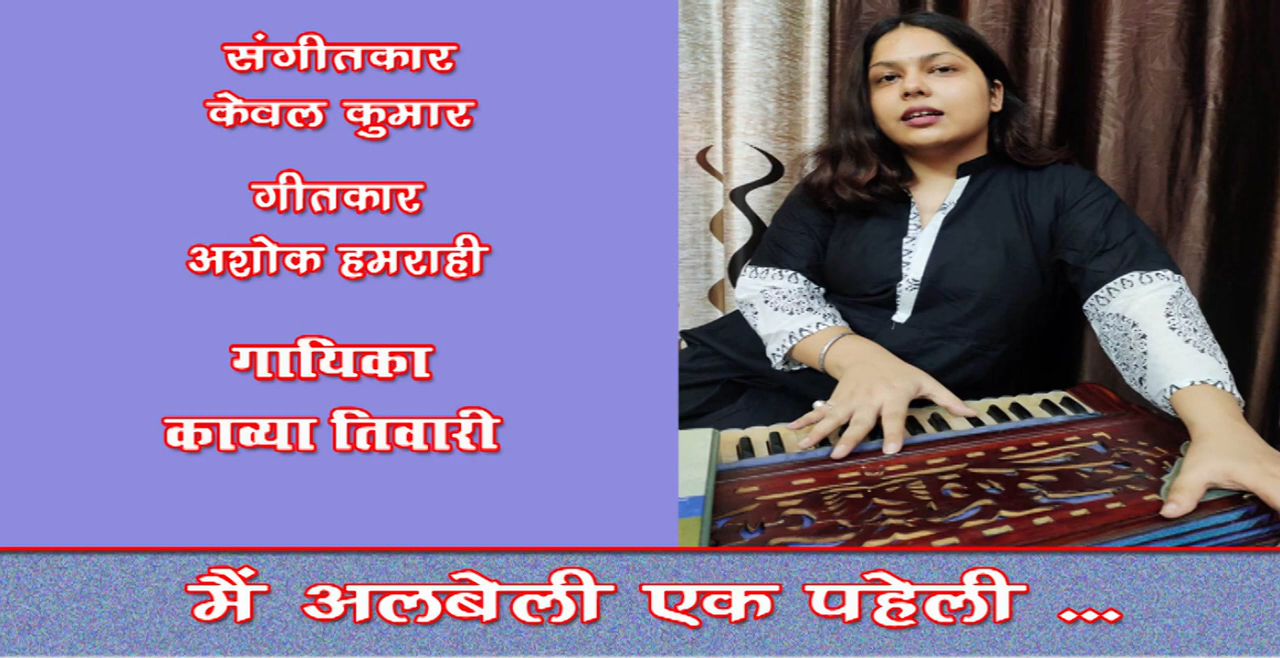 संगीतकार
केवल कुमार
गीतकार
अशोक हमराही
गायिका
काव्या तिवारी
मैं अलबेली एक पहेली ...